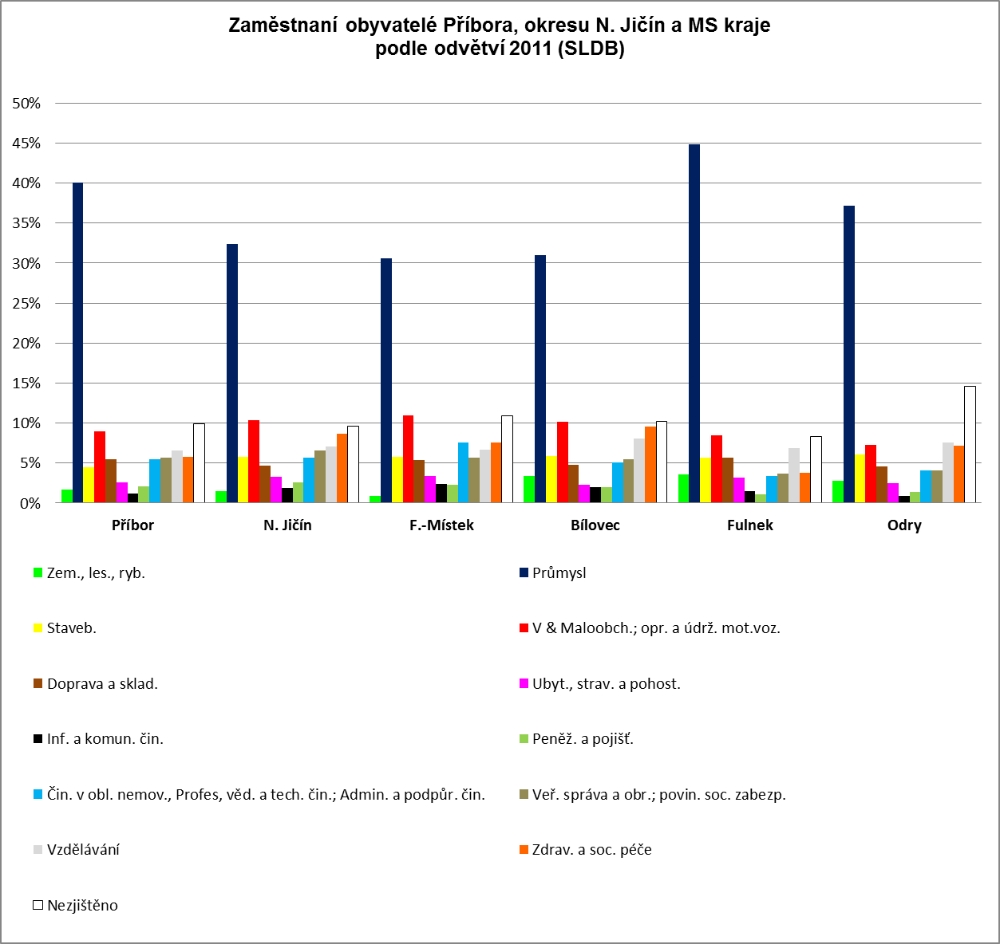 Zaměstnaní obyvatelé Příbora, okresu N. Jičín a MS kraje
podle odvětví 2011 (SLDB)
50%
45%
40%
35%
30%
25%
20%
15%
10%
5%
0%
Příbor N. Jičín F.-Místek Bílovec Fulnek Odry
Zem., les., ryb. Průmysl
Staveb. V & Maloobch.; opr. a údrž. mot.voz.
Doprava a sklad. Ubyt., strav. a pohost.
Inf. a komun. čin. Peněž. a pojišť.
Čin. v obl. nemov., Profes, věd. a tech. čin.; Admin. a podpůr. čin. Veř. správa a obr.; povin. soc. zabezp.
Vzdělávání Zdrav. a soc. péče
Nezjištěno